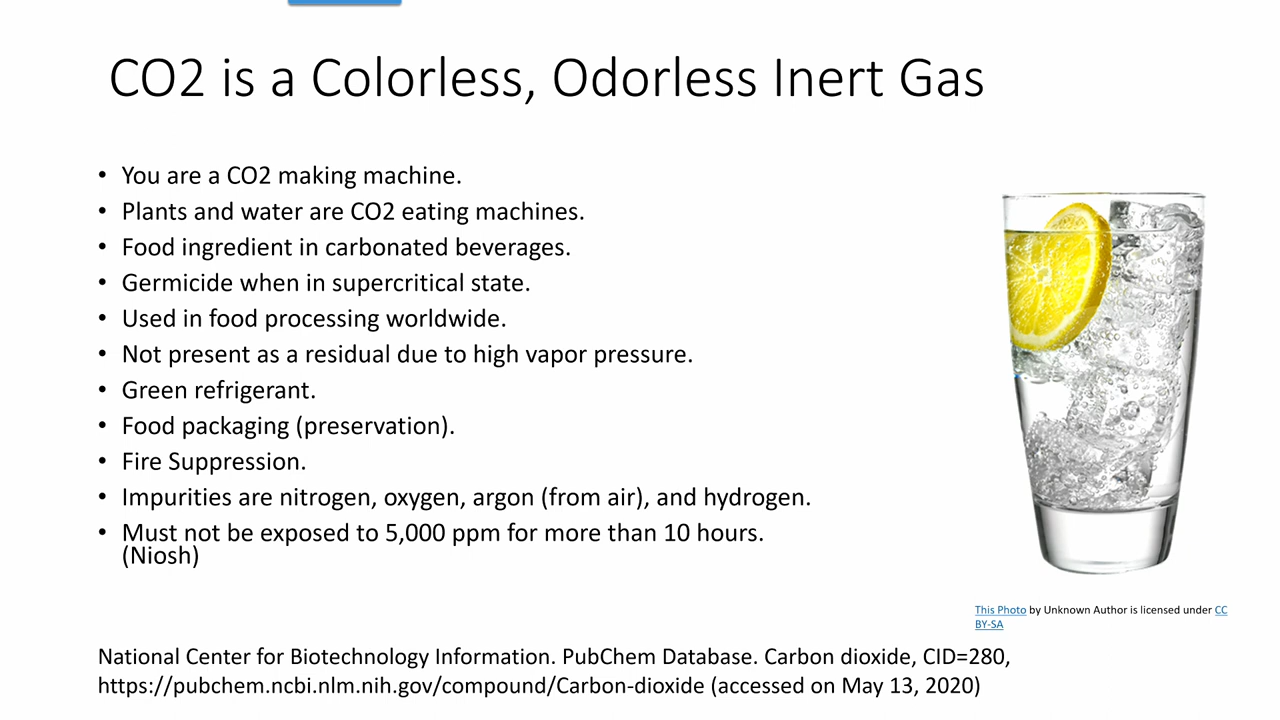 CO2 is a Colorless, Odorless Inert Gas
• You are a CO2 making machine.
• Plants and water are CO2 eating machines.
• Food ingredient in carbonated beverages.
• Germicide when in supercritical state.
• Used in food processing worldwide.
• Not present as a residual due to high vapor pressure.
• Green refrigerant.
• Food packaging (preservation).
• Fire Suppression.
• Impurities are nitrogen, oxygen, argon (from air), and hydrogen.
• Must not be exposed to 5,000 ppm for more than 10 hours.
(Niosh)
This Photo by Unknown Author is licensed under CC
BY-SA
National Center for Biotechnology Information. PubChem Database. Carbon dioxide, CID=280,
https://pubchem.ncbi.nlm.nih.gov/compound/Carbon-dioxide (accessed on May 13, 2020)